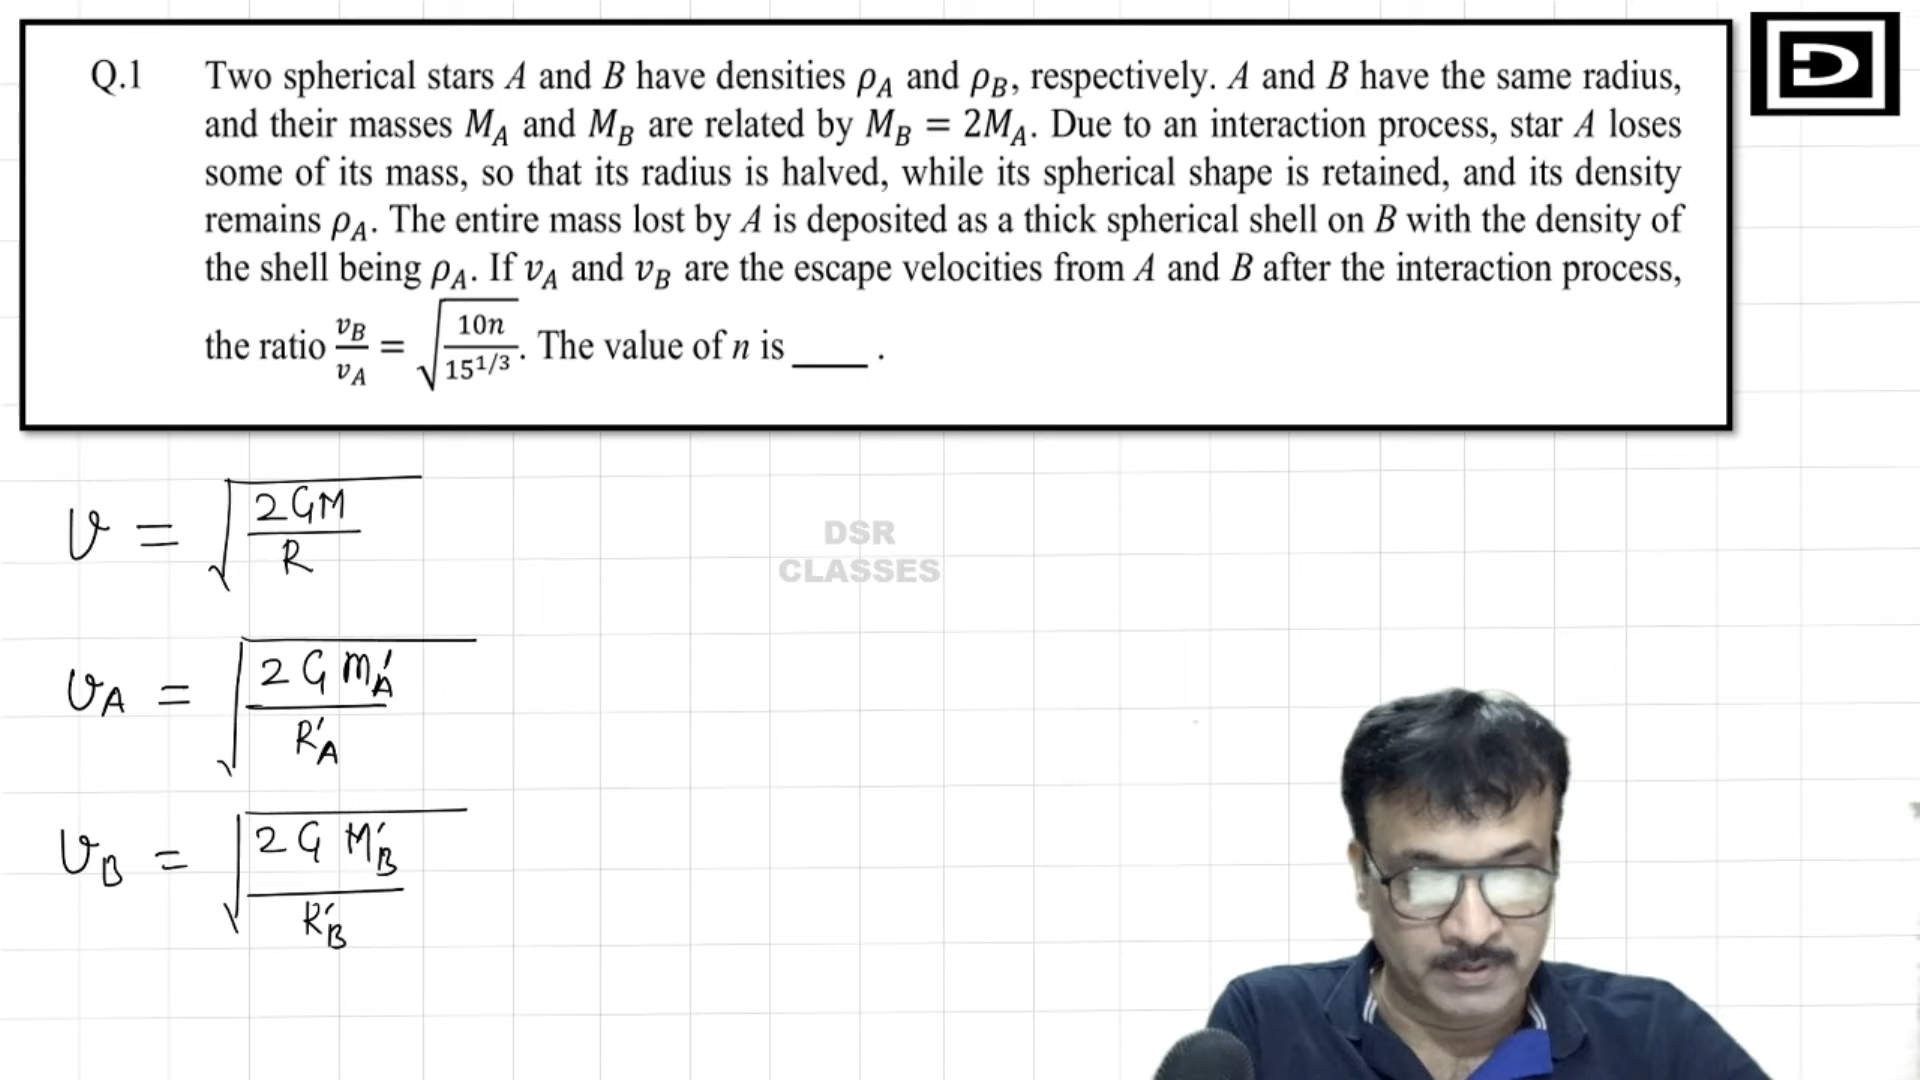 Q.1 Two spherical stars A and B have densities ρ_A and ρ_B, respectively. A and B have the same radius,
and their masses M_A and M_B are related by M_B = 2M_A. Due to an interaction process, star A loses
some of its mass, so that its radius is halved, while its spherical shape is retained, and its density
remains ρ_A. The entire mass lost by A is deposited as a thick spherical shell on B with the density of
the shell being ρ_A. If v_A and v_B are the escape velocities from A and B after the interaction process,
the ratio v_B/v_A = √(10n/15^{1/3}). The value of n is ____ .
D
v = √(2GM/R)
DSR
CLASSES
v_A = √(2GM'_A/R'_A)
v_B = √(2GM'_B/R'_B)